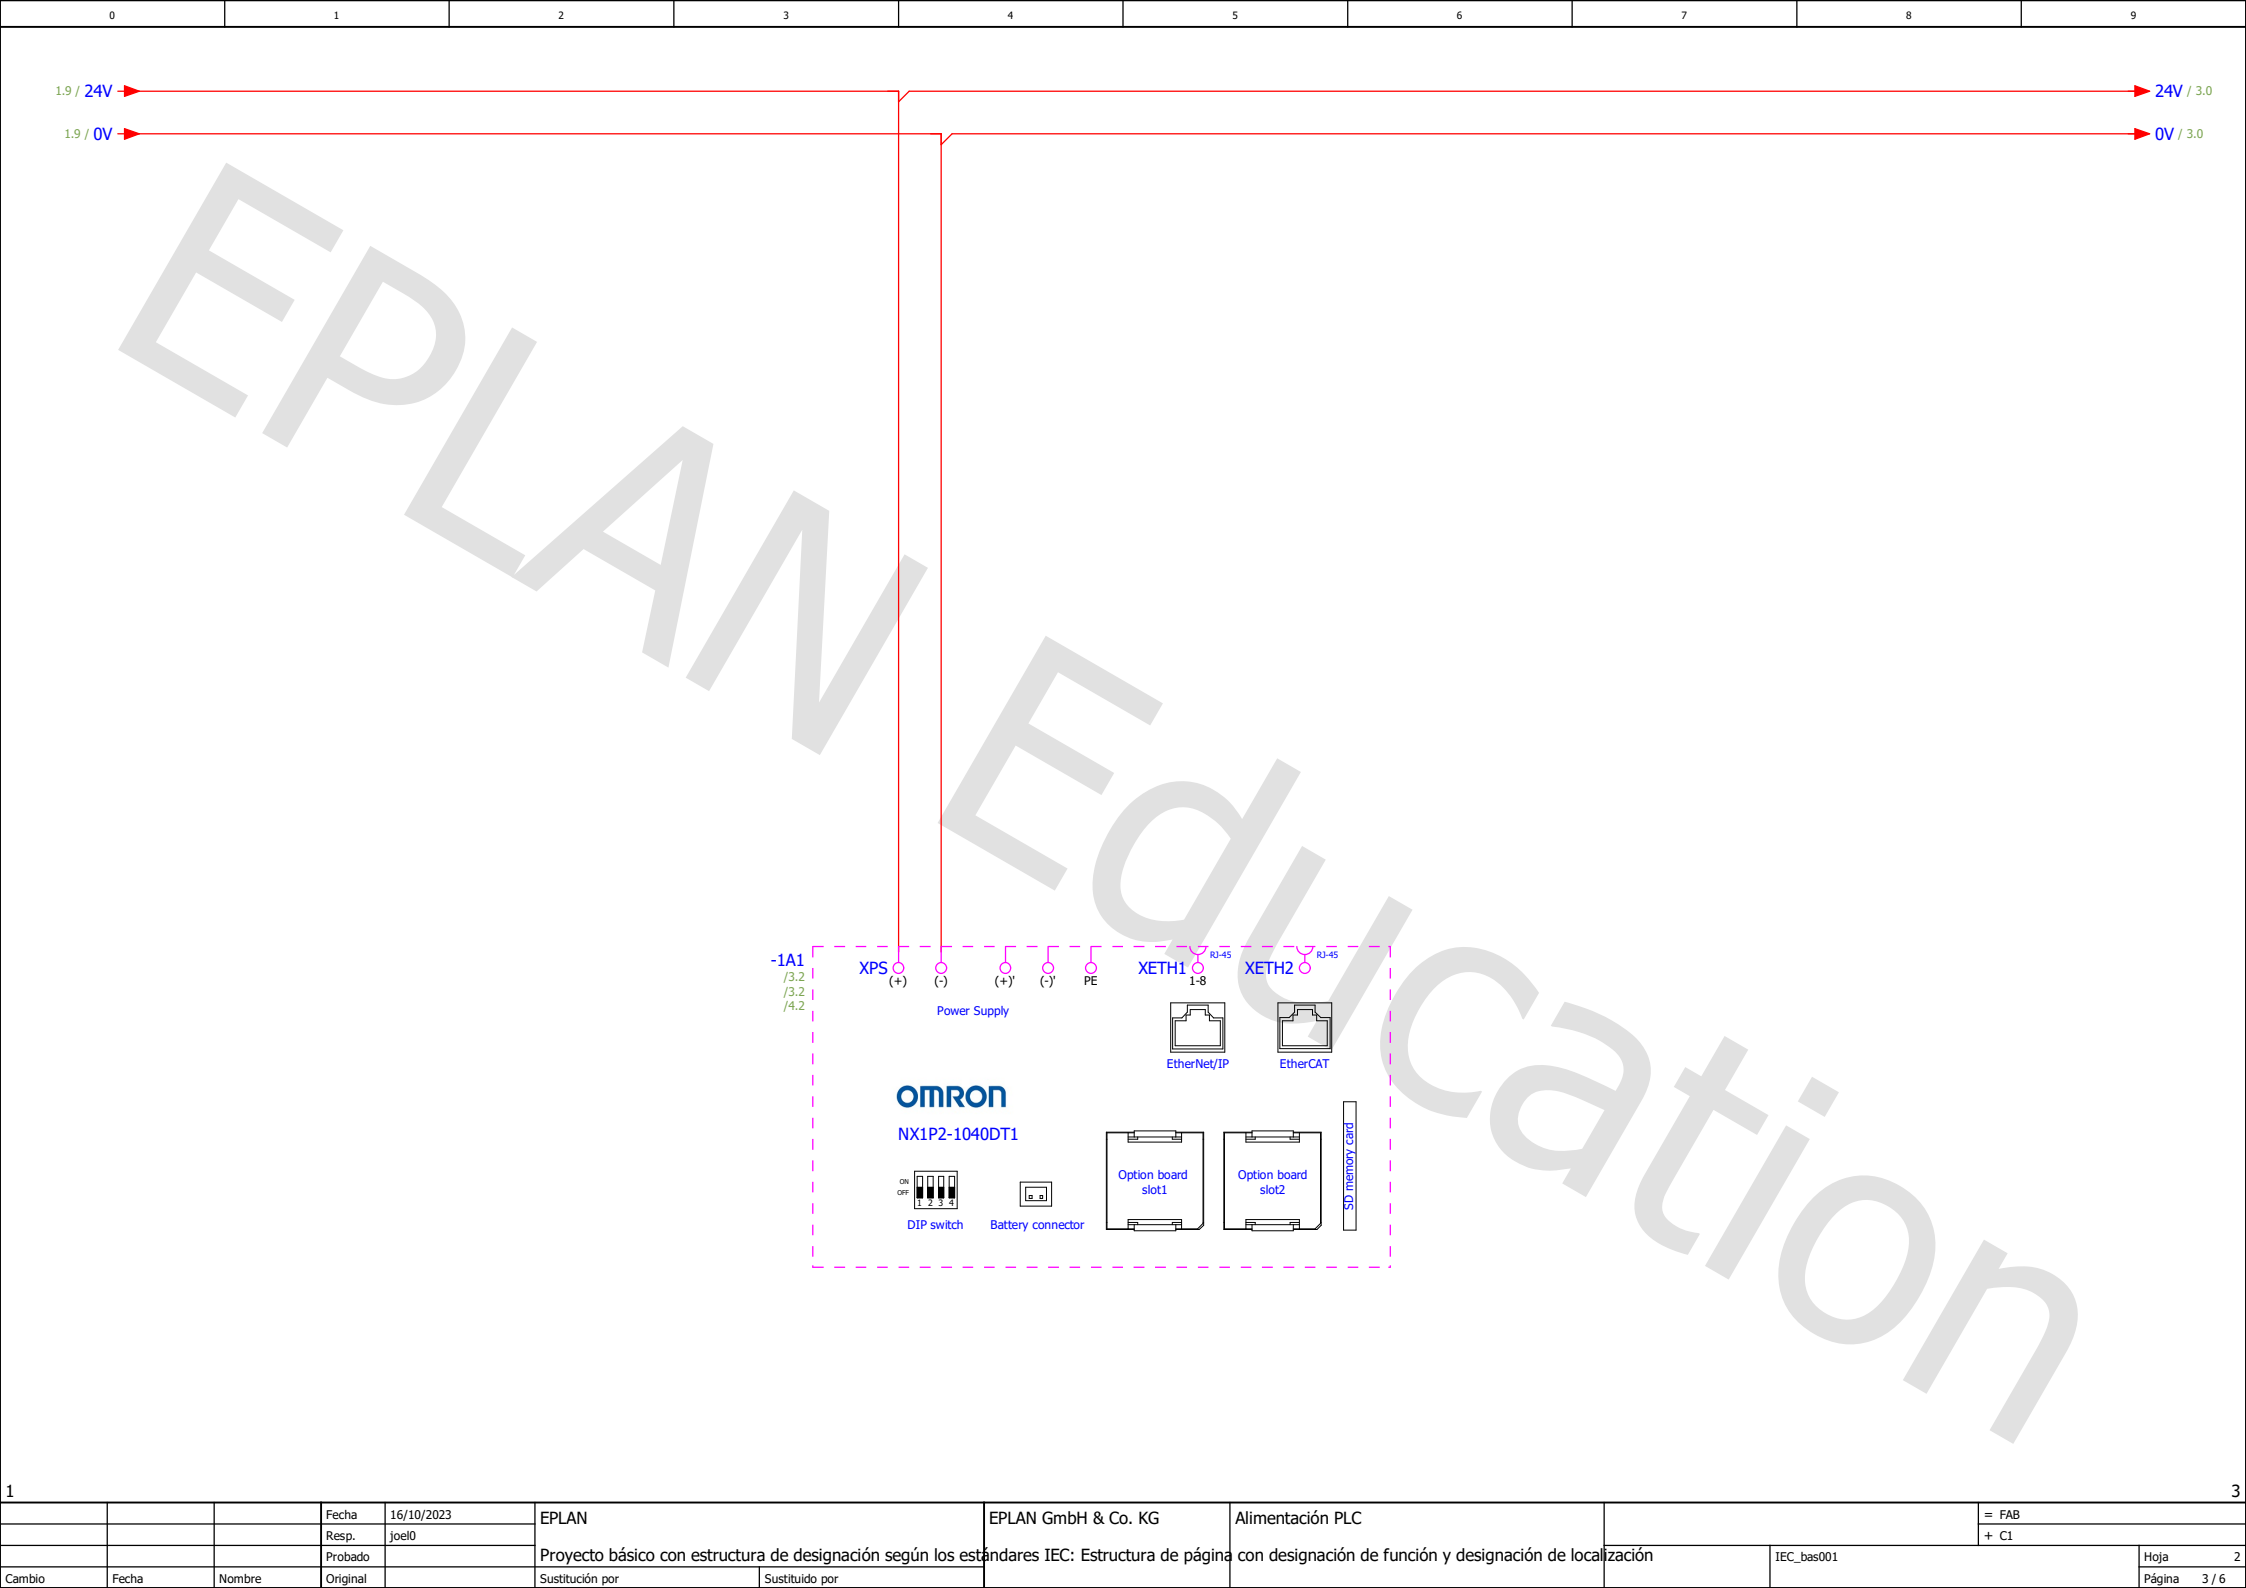 0 1 2 3 4 5 6 7 8 9
1.9 / 24V 24V / 3.0
1.9 / 0V 0V / 3.0
EPLAN Education
-1A1
/3.2
/3.2
/4.2
XPS XETH1 RJ-45 XETH2 RJ-45
(+) (-) (+)' (-)' PE 1-8
Power Supply
EtherNet/IP EtherCAT
OMRON
NX1P2-1040DT1
ON
OFF
1 2 3 4
DIP switch
Battery connector
Option board
slot1
Option board
slot2
SD memory card
1 3
Fecha 16/10/2023
Resp. joel0
Probado
Cambio Fecha Nombre Original
EPLAN
Proyecto básico con estructura de designación según los estándares IEC: Estructura de página con designación de función y designación de localización
Sustitución por Sustituido por
EPLAN GmbH & Co. KG
Alimentación PLC
IEC_bas001
= FAB
+ C1
Hoja 2
Página 3 / 6